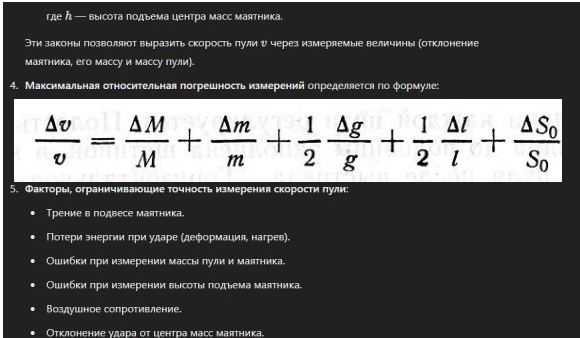 где h — высота подъема центра масс маятника.
Эти законы позволяют выразить скорость пули v через измеряемые величины (отклонение
маятника, его массу и массу пули).
4. Максимальная относительная погрешность измерений определяется по формуле:
Δv/v = ΔM/M + Δm/m + 1/2 Δg/g + 1/2 Δl/l + ΔS₀/S₀
5. Факторы, ограничивающие точность измерения скорости пули:
• Трение в подвесе маятника.
• Потери энергии при ударе (деформация, нагрев).
• Ошибки при измерении массы пули и маятника.
• Ошибки при измерении высоты подъема маятника.
• Воздушное сопротивление.
• Отклонение удара от центра масс маятника.